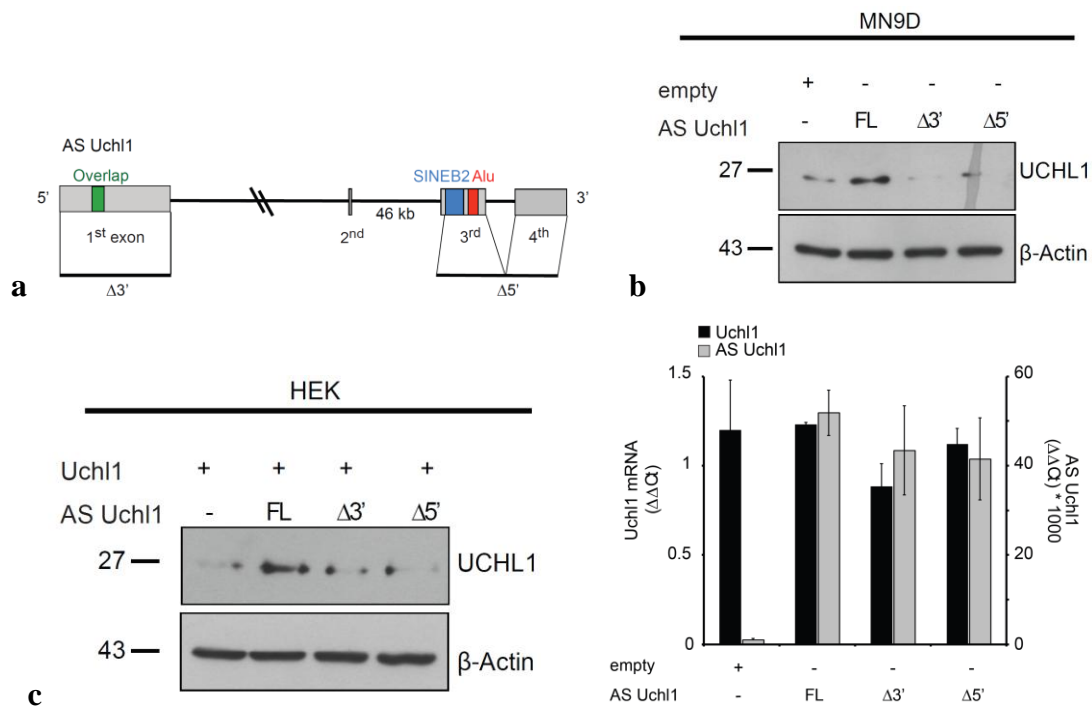 AS Uchl1
Overlap
SINEB2 Alu
5'
3'
46 kb
1st exon
2nd
3rd
4th
Δ3'
Δ5'
a
MN9D
empty + - - -
AS Uchl1 - FL Δ3' Δ5'
27
UCHL1
43
β-Actin
b
HEK
Uchl1 + + + +
AS Uchl1 - FL Δ3' Δ5'
27
UCHL1
43
β-Actin
c
Uchl1
AS Uchl1
1.5
1
0.5
0
Uchl1 mRNA
(ΔΔCt)
60
40
20
0
AS Uchl1
(ΔΔCt) * 1000
empty + - - -
AS Uchl1 - FL Δ3' Δ5'